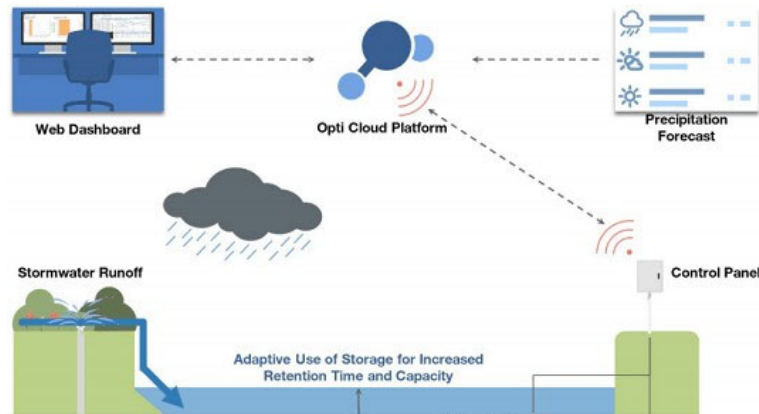 Web Dashboard
Opti Cloud Platform
Precipitation
Forecast
Stormwater Runoff
Control Panel
Adaptive Use of Storage for Increased
Retention Time and Capacity